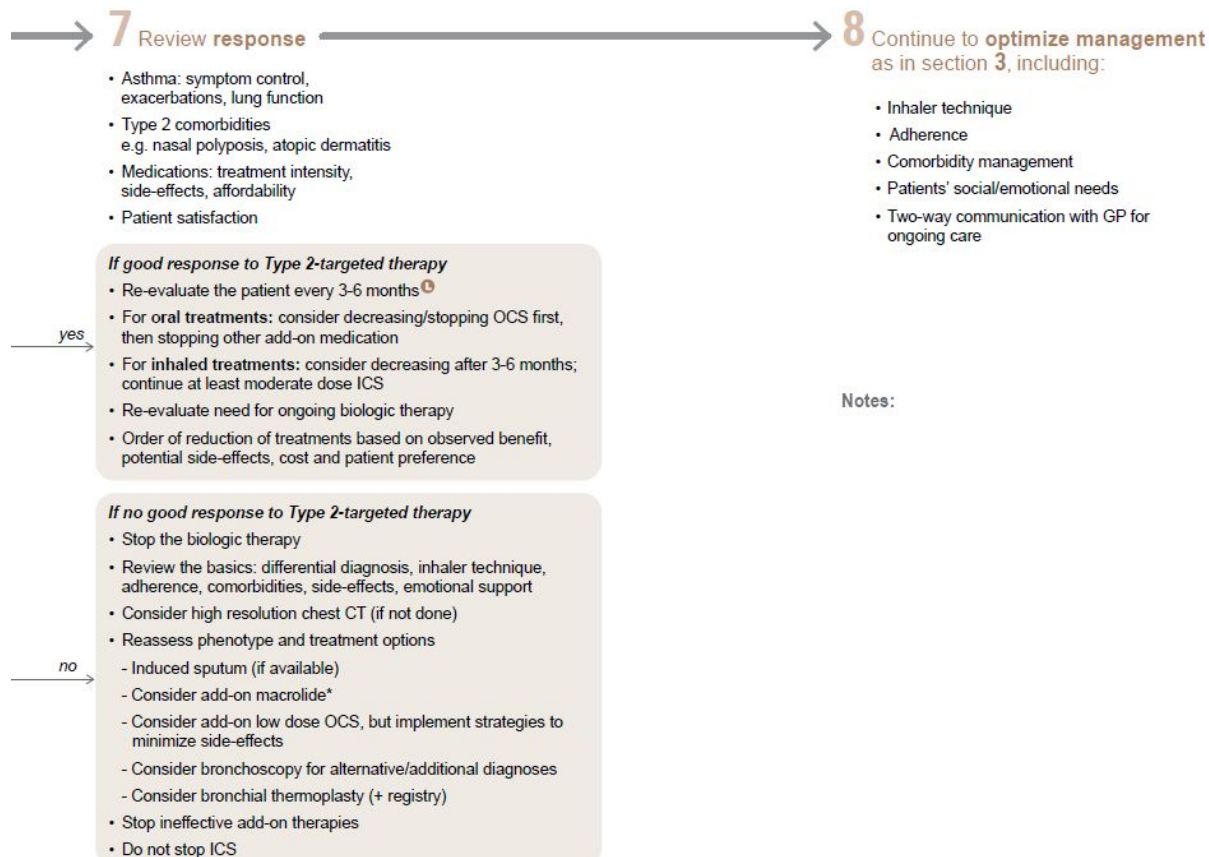 7 Review response
• Asthma: symptom control,
exacerbations, lung function
• Type 2 comorbidities
e.g. nasal polyposis, atopic dermatitis
• Medications: treatment intensity,
side-effects, affordability
• Patient satisfaction
yes
If good response to Type 2-targeted therapy
• Re-evaluate the patient every 3-6 months L
• For oral treatments: consider decreasing/stopping OCS first,
then stopping other add-on medication
• For inhaled treatments: consider decreasing after 3-6 months;
continue at least moderate dose ICS
• Re-evaluate need for ongoing biologic therapy
• Order of reduction of treatments based on observed benefit,
potential side-effects, cost and patient preference
no
If no good response to Type 2-targeted therapy
• Stop the biologic therapy
• Review the basics: differential diagnosis, inhaler technique,
adherence, comorbidities, side-effects, emotional support
• Consider high resolution chest CT (if not done)
• Reassess phenotype and treatment options
- Induced sputum (if available)
- Consider add-on macrolide*
- Consider add-on low dose OCS, but implement strategies to
minimize side-effects
- Consider bronchoscopy for alternative/additional diagnoses
- Consider bronchial thermoplasty (+ registry)
• Stop ineffective add-on therapies
• Do not stop ICS
8 Continue to optimize management
as in section 3, including:
• Inhaler technique
• Adherence
• Comorbidity management
• Patients' social/emotional needs
• Two-way communication with GP for
ongoing care
Notes: